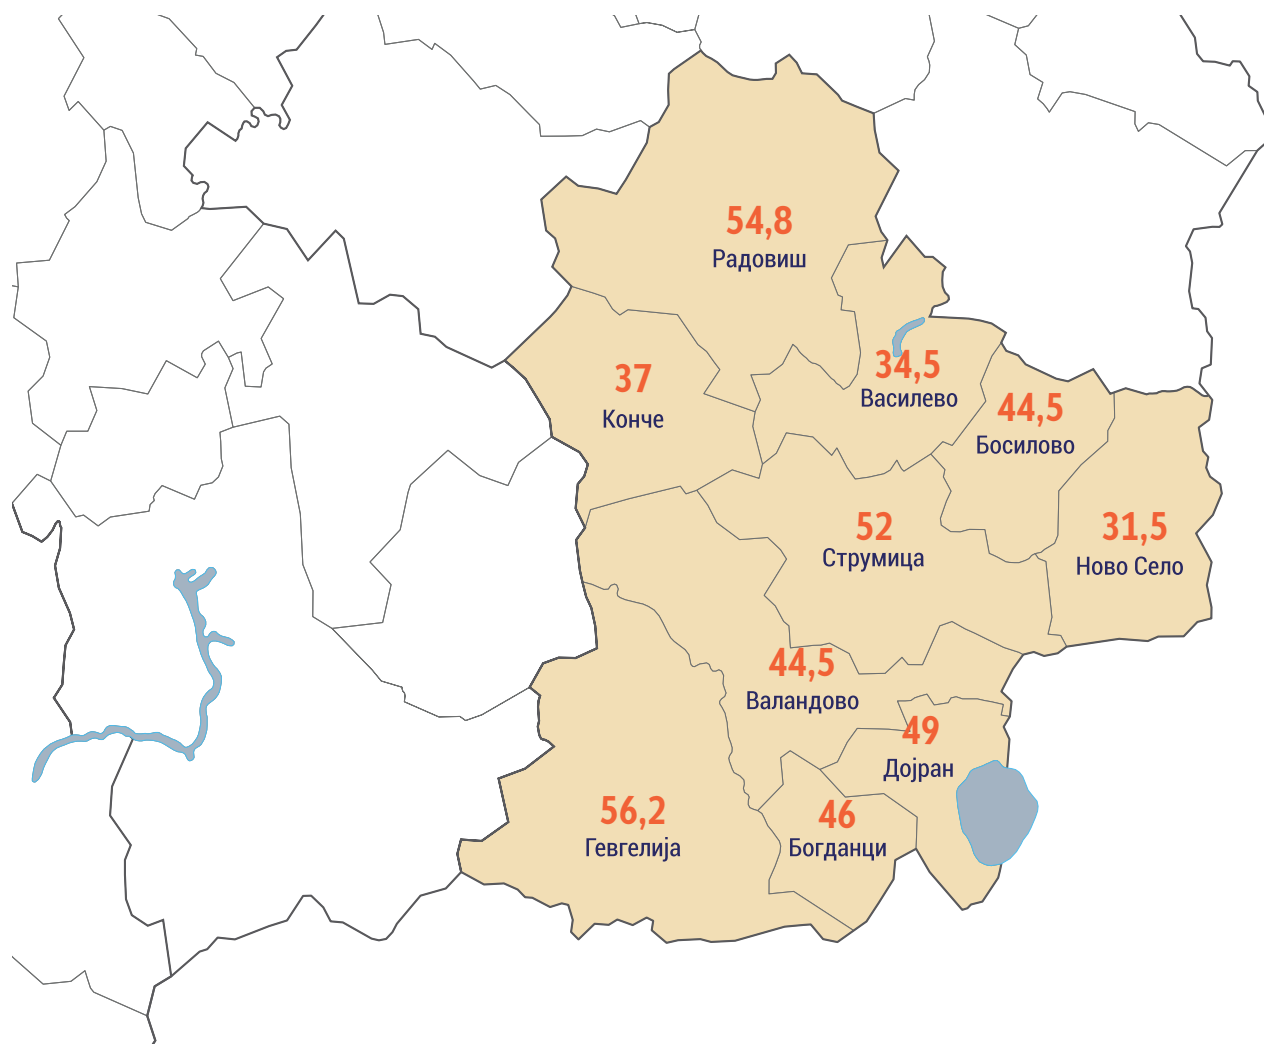 54,8
Радовиш
34,5
Василево
37
Конче
44,5
Босилово
52
Струмица
31,5
Ново Село
44,5
Валандово
49
Дојран
56,2
Гевгелија
46
Богданци